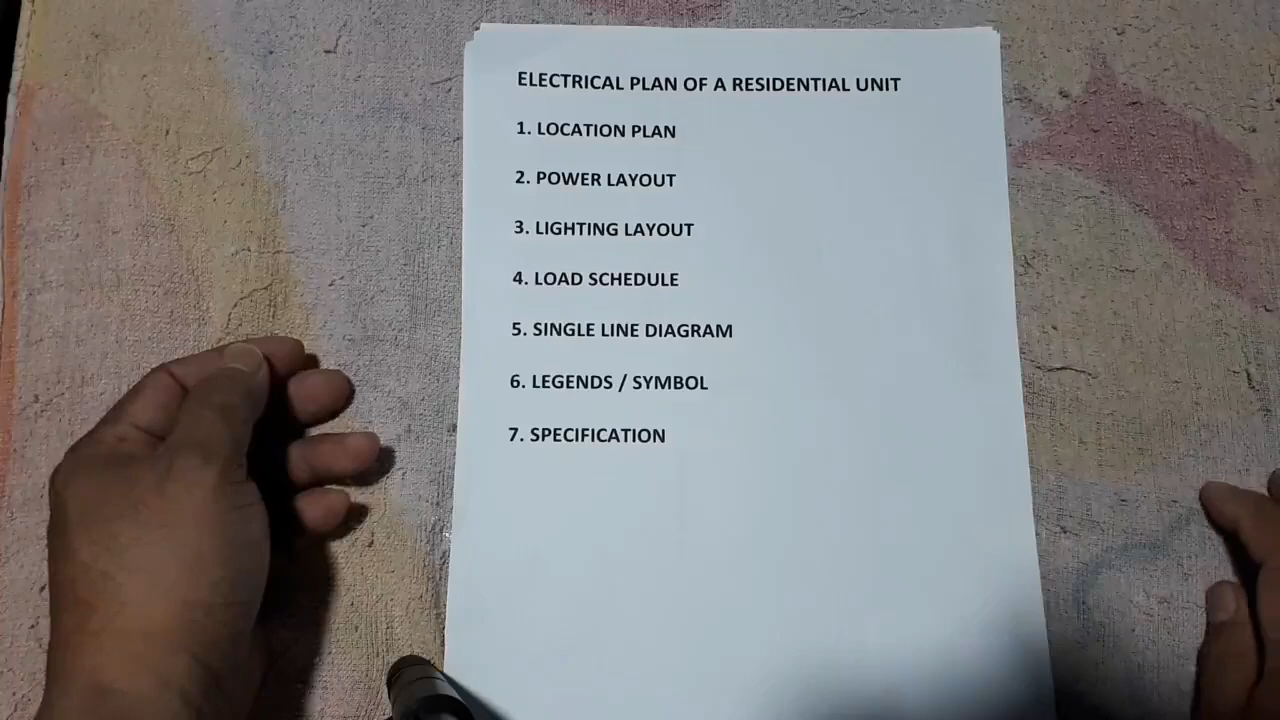 ELECTRICAL PLAN OF A RESIDENTIAL UNIT
1. LOCATION PLAN
2. POWER LAYOUT
3. LIGHTING LAYOUT
4. LOAD SCHEDULE
5. SINGLE LINE DIAGRAM
6. LEGENDS / SYMBOL
7. SPECIFICATION